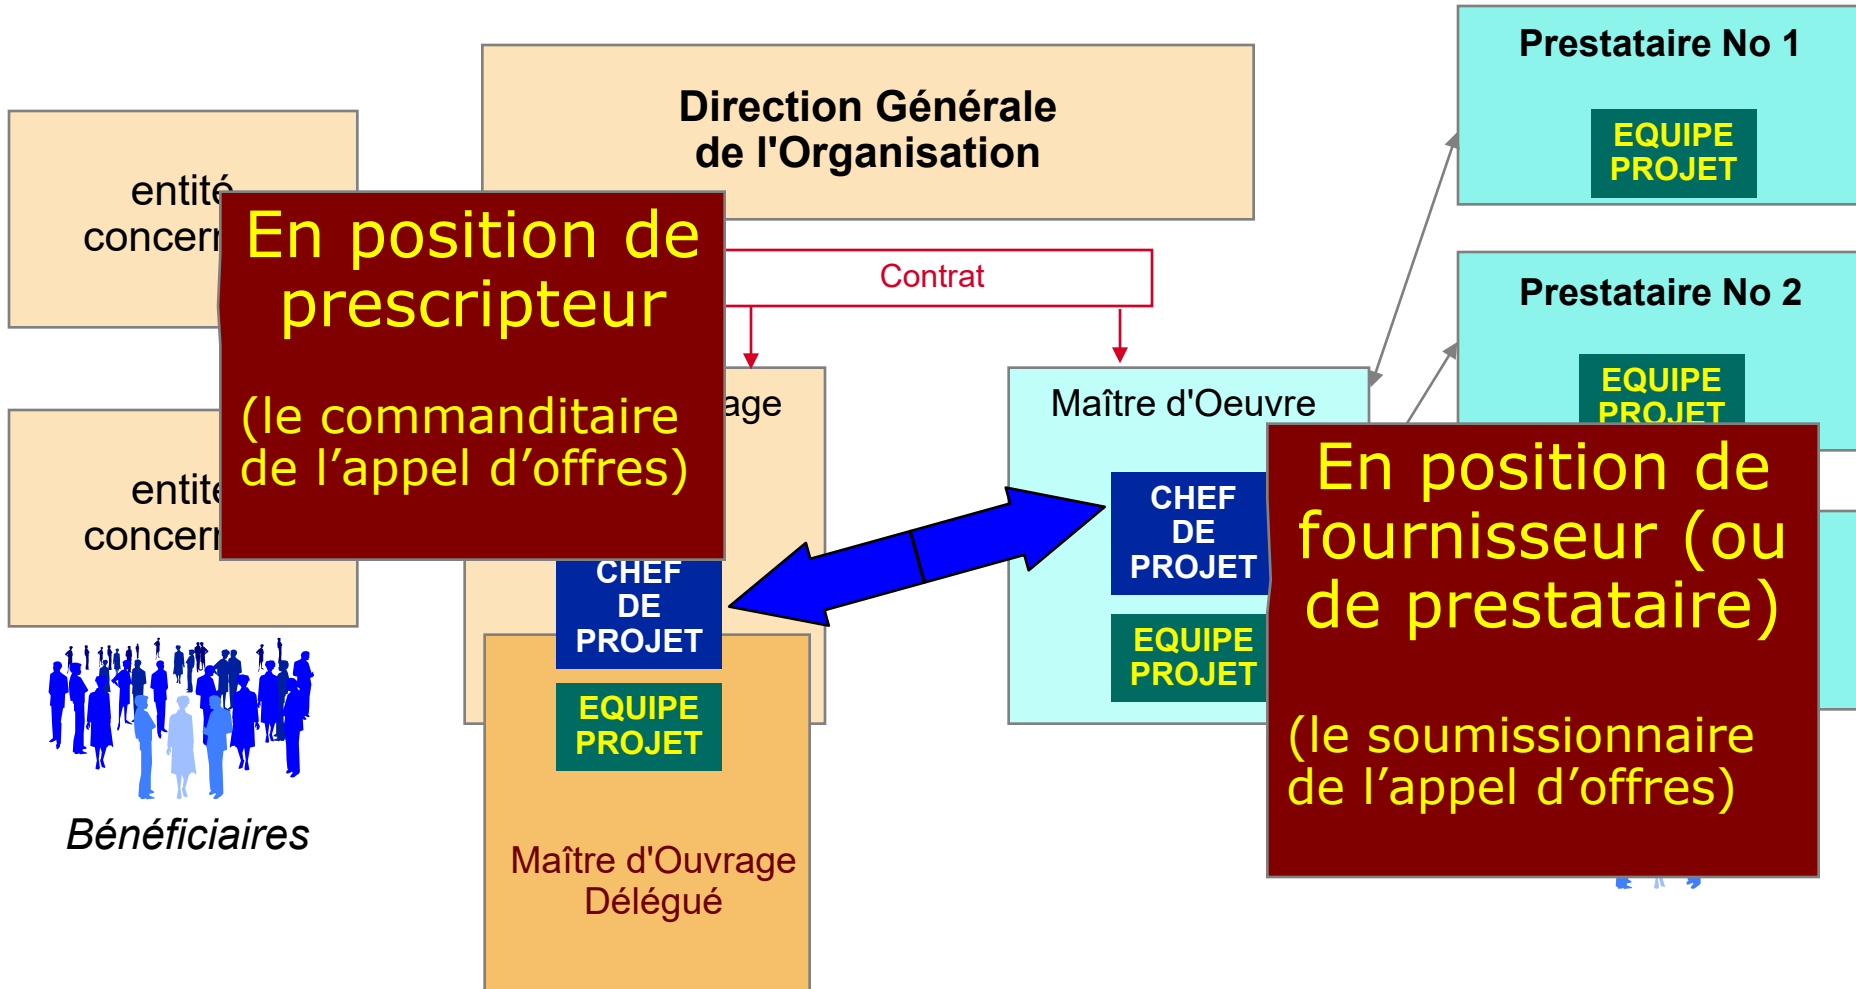 Direction Générale
de l'Organisation
entité
concer
En position de
prescripteur
(le commanditaire
de l’appel d’offres)
Contrat
Prestataire No 1
EQUIPE
PROJET
Prestataire No 2
EQUIPE
PROJET
entité
concer
age
Maître d'Oeuvre
CHEF
DE
PROJET
EQUIPE
PROJET
En position de
fournisseur (ou
de prestataire)
(le soumissionnaire
de l’appel d’offres)
CHEF
DE
PROJET
EQUIPE
PROJET
Bénéficiaires
Maître d'Ouvrage
Délégué